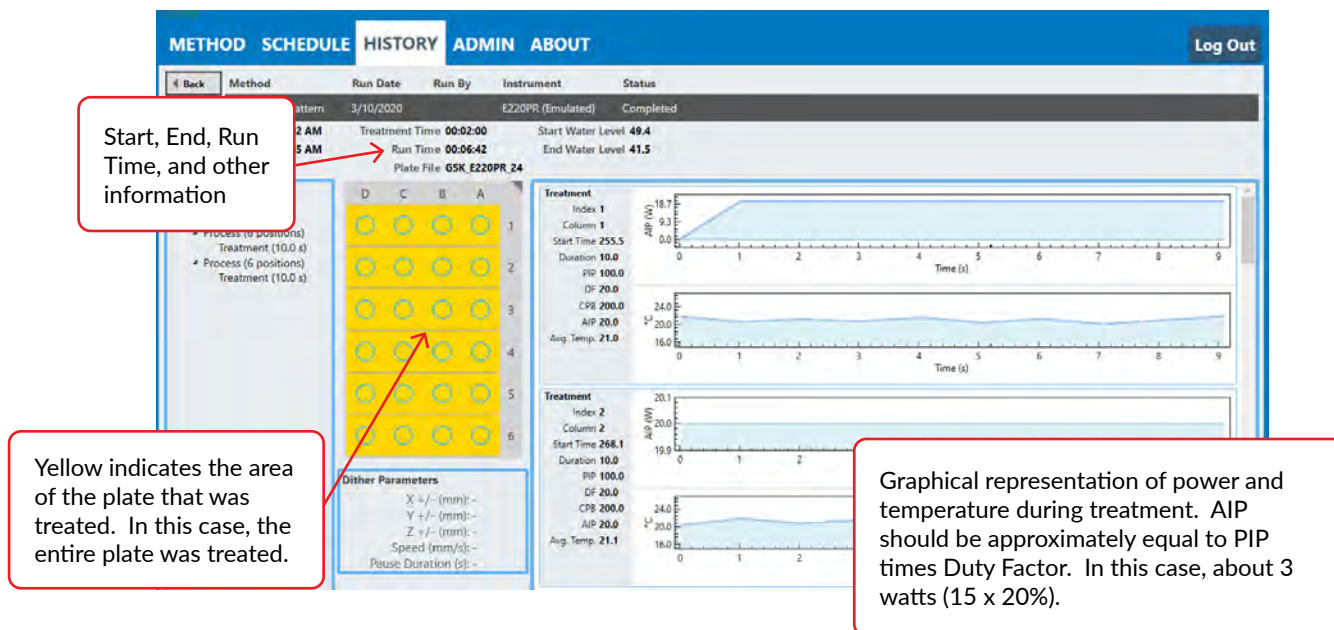 METHOD SCHEDULE HISTORY ADMIN ABOUT Log Out
Back Method Run Date Run By Instrument Status
attern 3/10/2020 E220PR (Emulated) Completed
2 AM Treatment Time 00:02:00 Start Water Level 49.4
5 AM Run Time 00:06:42 End Water Level 41.5
Plate File GSK_E220PR_24
Start, End, Run
Time, and other
information
Process (6 positions)
Treatment (10.0 s)
Process (6 positions)
Treatment (10.0 s)
D C B A
1
2
3
4
5
6
Dither Parameters
X +/- (mm): -
Y +/- (mm): -
Z +/- (mm): -
Speed (mm/s): -
Pause Duration (s): -
Treatment
Index 1
Column 1
Start Time 255.5
Duration 10.0
PIP 100.0
DF 20.0
CPB 200.0
AIP 20.0
Avg. Temp. 21.0
AIP (W)
18.7
9.3
0.0
0 1 2 3 4 5 6 7 8 9
Time (s)
°C
24.0
20.0
16.0
0 1 2 3 4 5 6 7 8 9
Time (s)
Treatment
Index 2
Column 2
Start Time 268.1
Duration 10.0
PIP 100.0
DF 20.0
CPB 200.0
AIP 20.0
Avg. Temp. 21.1
AIP (W)
20.1
20.0
19.9
0 1 2
°C
24.0
20.0
16.0
0 1 2
Yellow indicates the area
of the plate that was
treated. In this case, the
entire plate was treated.
Graphical representation of power and
temperature during treatment. AIP
should be approximately equal to PIP
times Duty Factor. In this case, about 3
watts (15 x 20%).